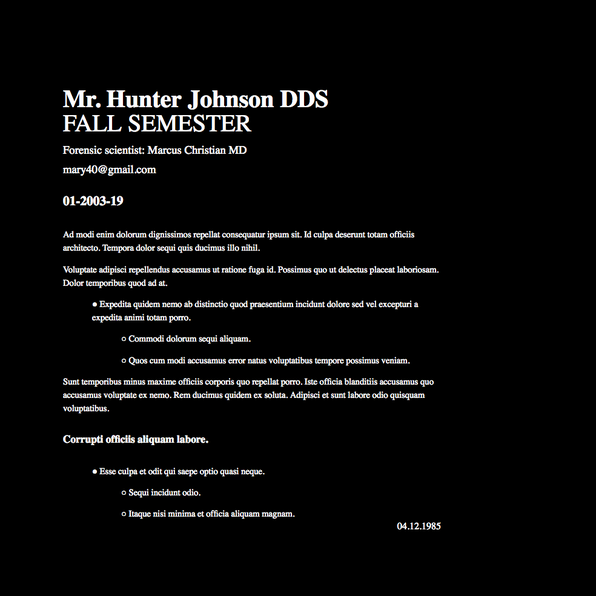 Mr. Hunter Johnson DDS
FALL SEMESTER
Forensic scientist: Marcus Christian MD
mary40@gmail.com
01-2003-19
Ad modi enim dolorum dignissimos repellat consequatur ipsum sit. Id culpa deserunt totam officiis
architecto. Tempora dolor sequi quis ducimus illo nihil.
Voluptate adipisci repellendus accusamus ut ratione fuga id. Possimus quo ut delectus placeat laboriosam.
Dolor temporibus quod ad at.
● Expedita quidem nemo ab distinctio quod praesentium incidunt dolore sed vel excepturi a
expedita animi totam porro.
○ Commodi dolorum sequi aliquam.
○ Quos cum modi accusamus error natus voluptatibus tempore possimus veniam.
Sunt temporibus minus maxime officiis corporis quo repellat porro. Iste officia blanditiis accusamus quo
accusamus voluptate ex nemo. Rem ducimus quidem ex soluta. Adipisci et sunt labore odio quisquam
voluptatibus.
Corrupti officiis aliquam labore.
● Esse culpa et odit qui saepe optio quasi neque.
○ Sequi incidunt odio.
○ Itaque nisi minima et officia aliquam magnam.
04.12.1985